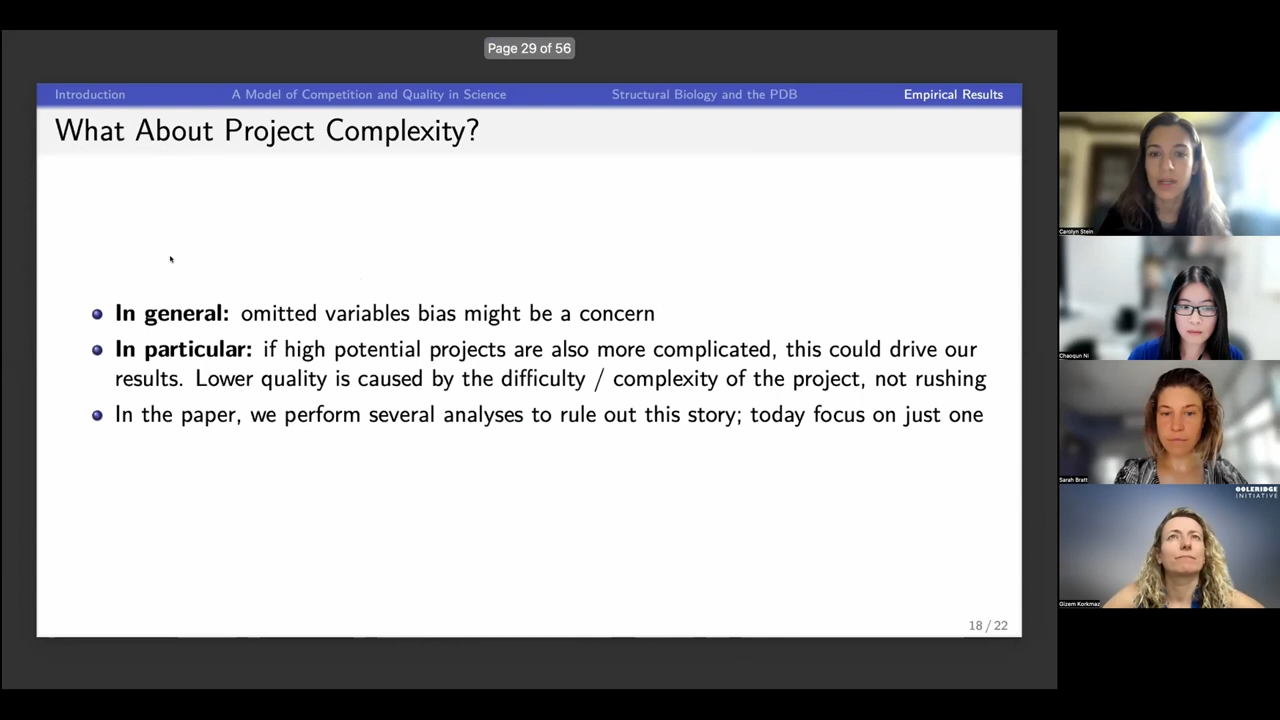 Page 29 of 56
Introduction
A Model of Competition and Quality in Science
Structural Biology and the PDB
Empirical Results
What About Project Complexity?
In general: omitted variables bias might be a concern
In particular: if high potential projects are also more complicated, this could drive our
results. Lower quality is caused by the difficulty / complexity of the project, not rushing
In the paper, we perform several analyses to rule out this story; today focus on just one
18 / 22
Carolyn Stein
Chaoqun Ni
Sarah Bratt
COLERIDGE
INITIATIVE
Gizem Korkmaz